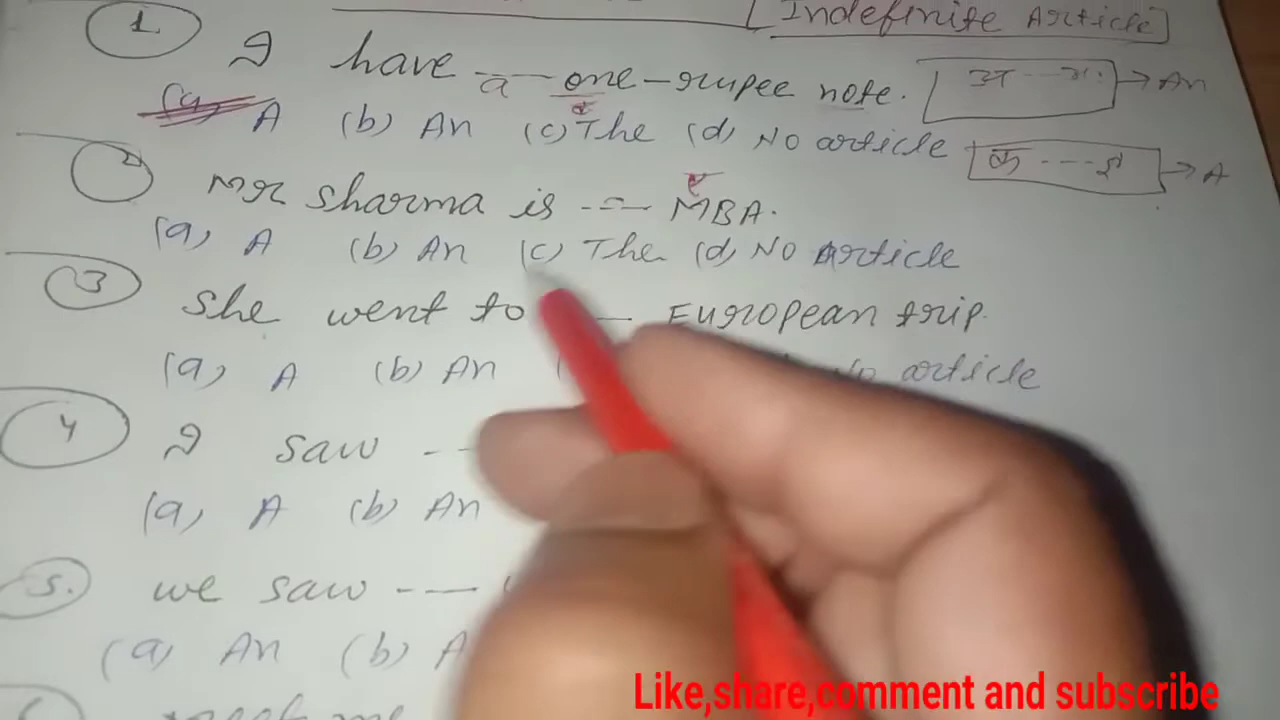 [Indefinite Article]
1 I have --a-- one-rupee note. अ---अः → An
(a) A (b) An (c) The (d) No article
क---ज्ञ → A
2 Mr Sharma is --- MBA.
(a) A (b) An (c) The (d) No Article
3 She went to -- European trip.
(a) A (b) An No article
4 I saw --
(a) A (b) An
5. we saw ---
(a) An (b) A
Like,share,comment and subscribe